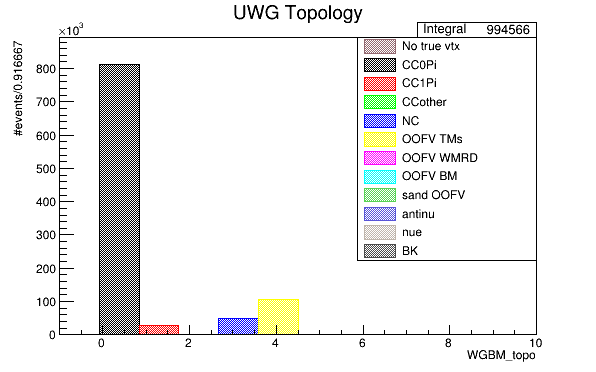 UWG Topology
×10³
Integral 994566
#events/0.916667
No true vtx
CC0Pi
CC1Pi
CCother
NC
OOFV TMs
OOFV WMRD
OOFV BM
sand OOFV
antinu
nue
BK
800
700
600
500
400
300
200
100
0
0 2 4 6 8 10
WGBM_topo